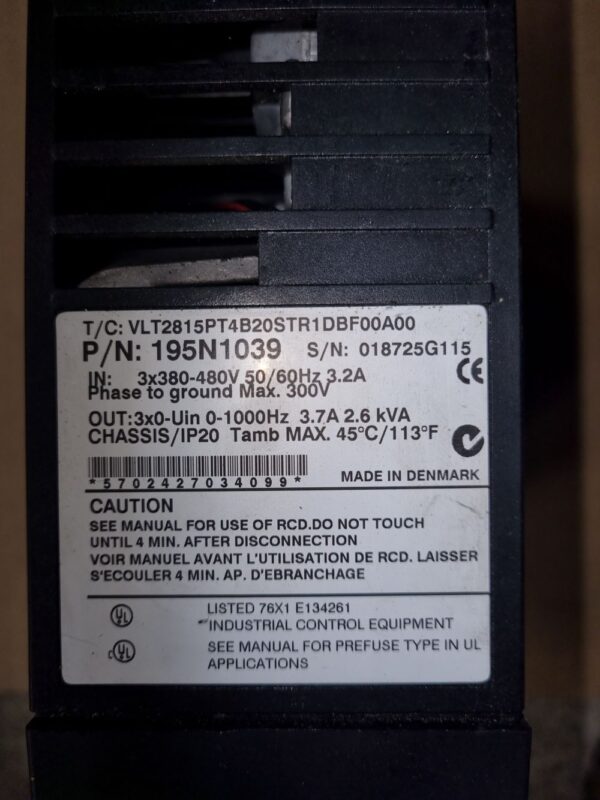 T/C: VLT2815PT4B20STR1DBF00A00
P/N: 195N1039 S/N: 018725G115
IN: 3x380-480V 50/60Hz 3.2A
Phase to ground Max. 300V
CE
OUT:3x0-Uin 0-1000Hz 3.7A 2.6 kVA
CHASSIS/IP20 Tamb MAX. 45°C/113°F
*5702427034099*
MADE IN DENMARK
CAUTION
SEE MANUAL FOR USE OF RCD.DO NOT TOUCH
UNTIL 4 MIN. AFTER DISCONNECTION
VOIR MANUEL AVANT L'UTILISATION DE RCD. LAISSER
S'ECOULER 4 MIN. AP. D'EBRANCHAGE
UL LISTED 76X1 E134261
INDUSTRIAL CONTROL EQUIPMENT
c UL SEE MANUAL FOR PREFUSE TYPE IN UL
APPLICATIONS